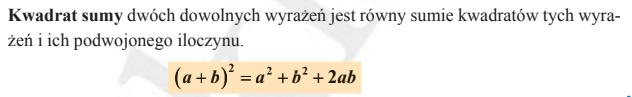 Kwadrat sumy dwóch dowolnych wyrażeń jest równy sumie kwadratów tych wyra-
żeń i ich podwojonego iloczynu.
(a + b)² = a² + b² + 2ab